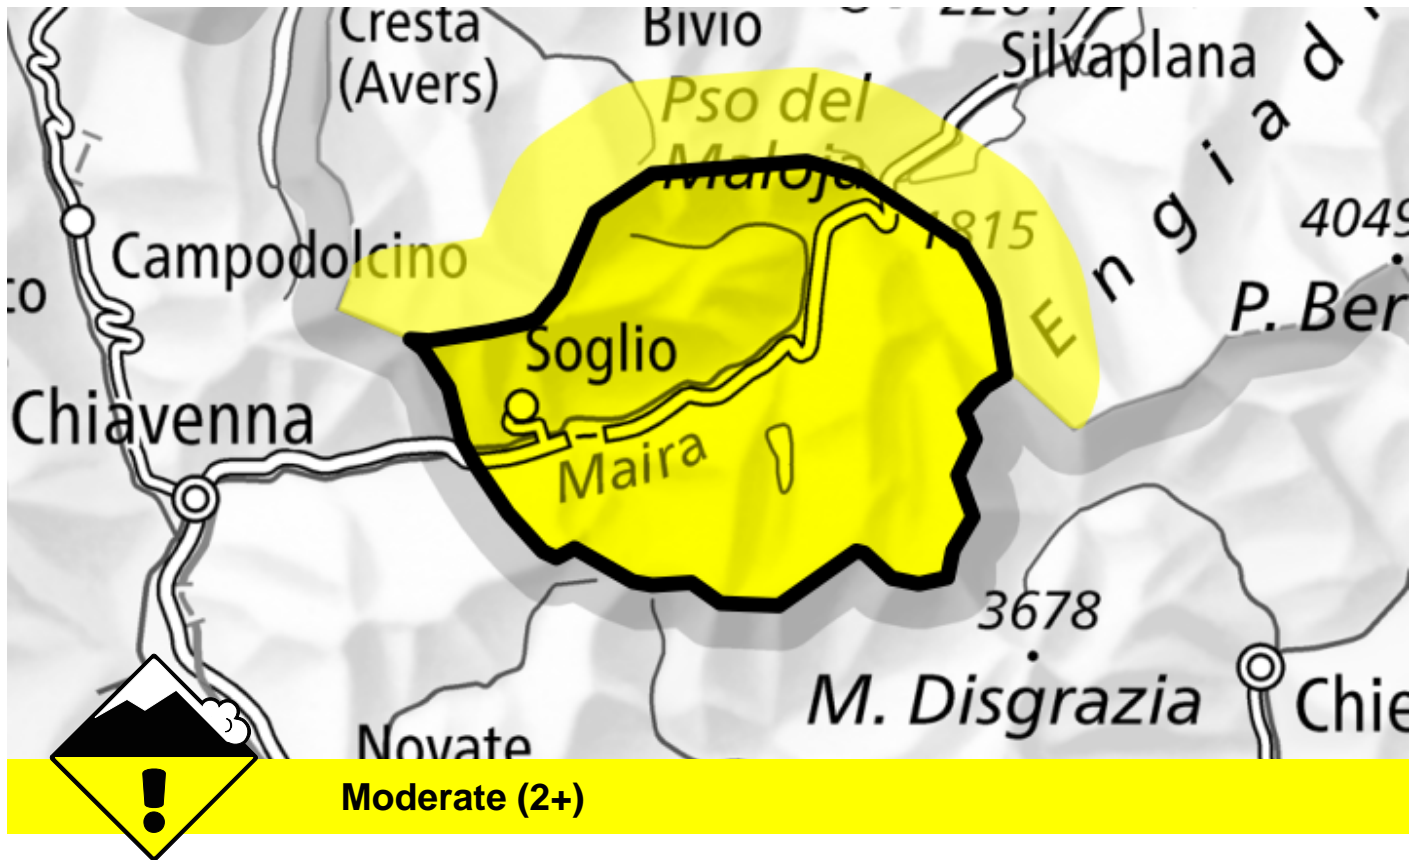 Cresta
(Avers)
Bivio
Silvaplana
Pso del
Maloja
1815
Engiad
4049
P. Ber
Campodolcino
Soglio
Chiavenna
Maira
3678
M. Disgrazia
Chie
Novate
Moderate (2+)